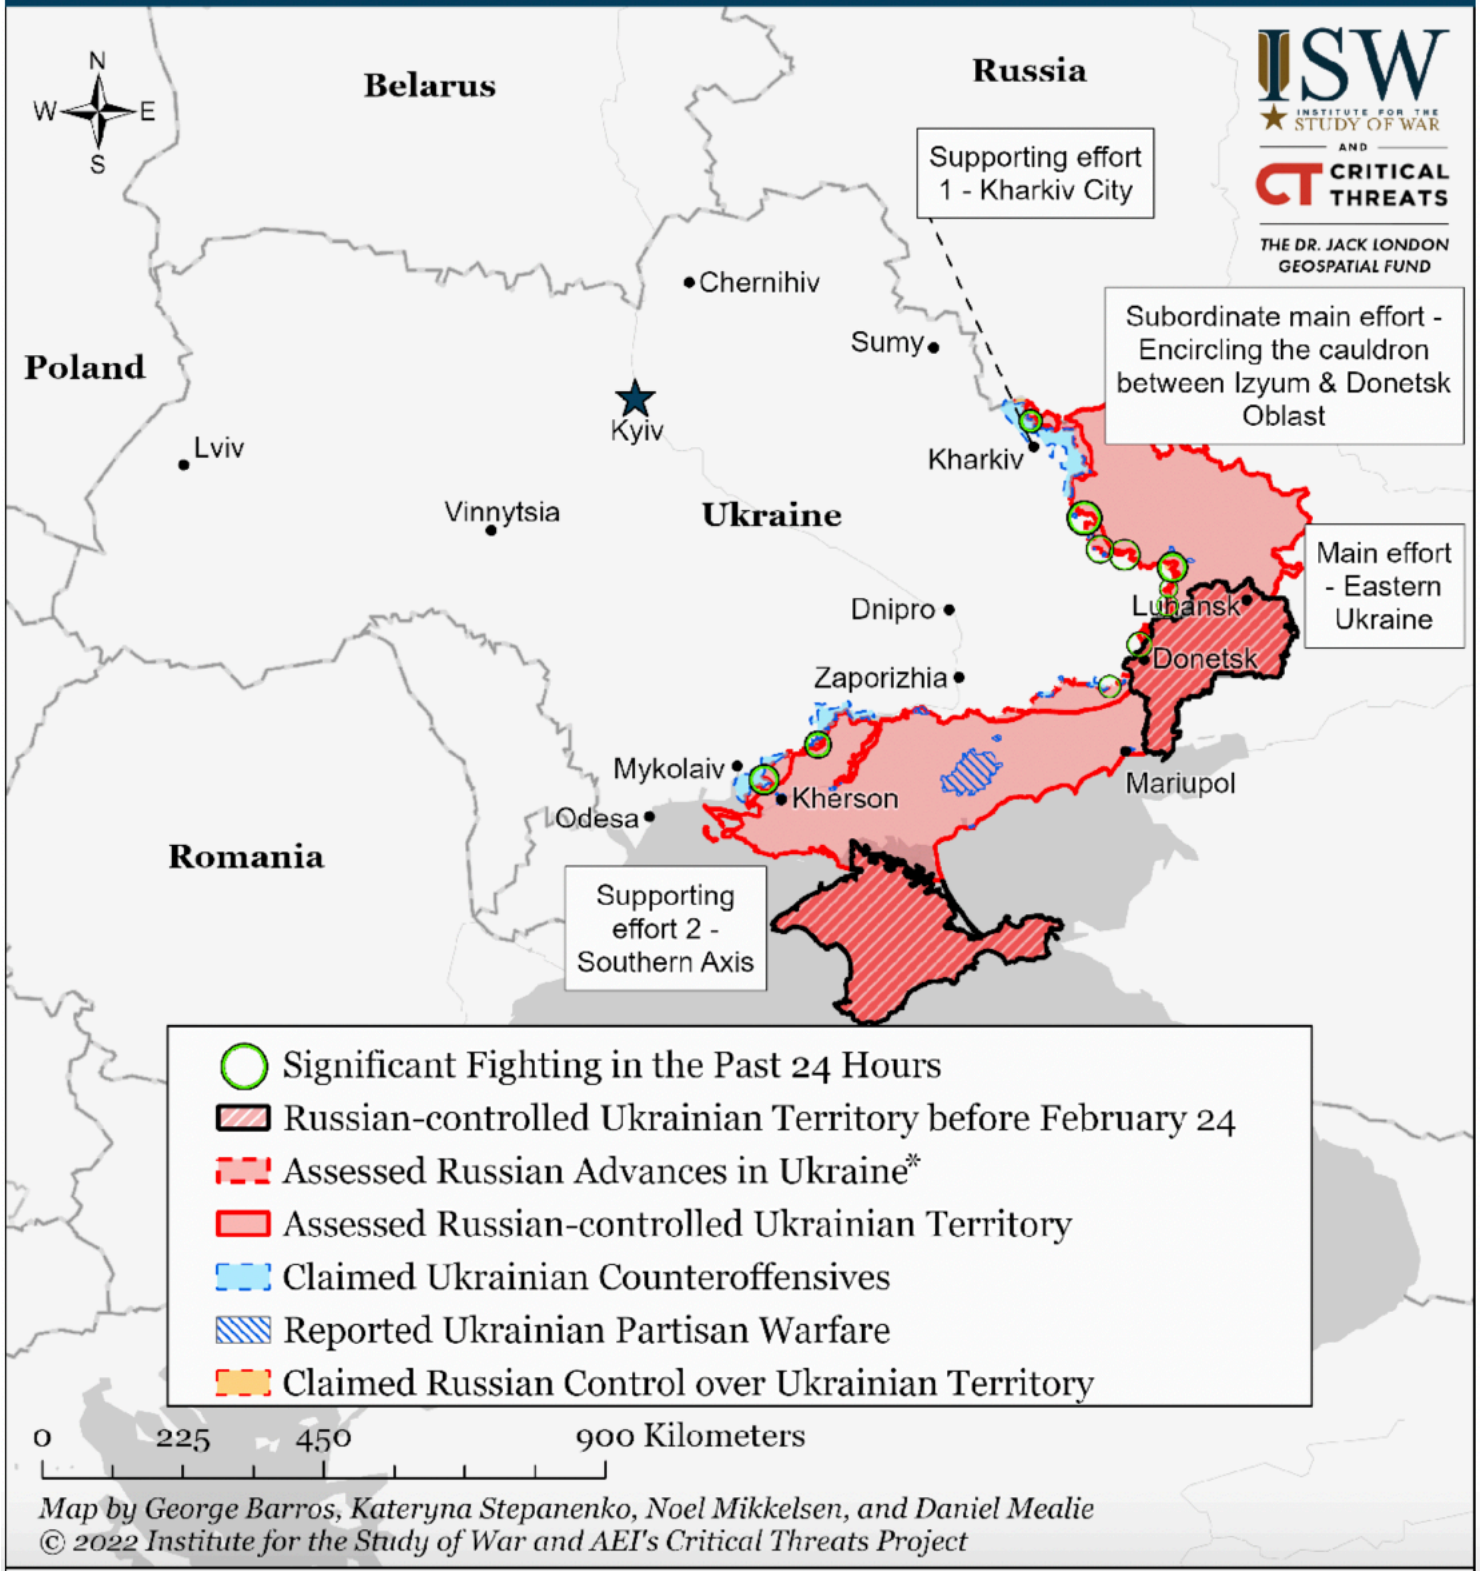 N
W E
S
Belarus
Russia
ISW
INSTITUTE FOR THE
STUDY OF WAR
AND
CT CRITICAL
THREATS
THE DR. JACK LONDON
GEOSPATIAL FUND
Supporting effort
1 - Kharkiv City
Chernihiv
Subordinate main effort -
Encircling the cauldron
between Izyum & Donetsk
Oblast
Sumy
Poland
Kyiv
Lviv
Kharkiv
Vinnytsia
Ukraine
Main effort
- Eastern
Ukraine
Dnipro
Luhansk
Donetsk
Zaporizhia
Mykolaiv
Mariupol
Kherson
Odesa
Romania
Supporting
effort 2 -
Southern Axis
Significant Fighting in the Past 24 Hours
Russian-controlled Ukrainian Territory before February 24
Assessed Russian Advances in Ukraine*
Assessed Russian-controlled Ukrainian Territory
Claimed Ukrainian Counteroffensives
Reported Ukrainian Partisan Warfare
Claimed Russian Control over Ukrainian Territory
0 225 450 900 Kilometers
Map by George Barros, Kateryna Stepanenko, Noel Mikkelsen, and Daniel Mealie
© 2022 Institute for the Study of War and AEI's Critical Threats Project